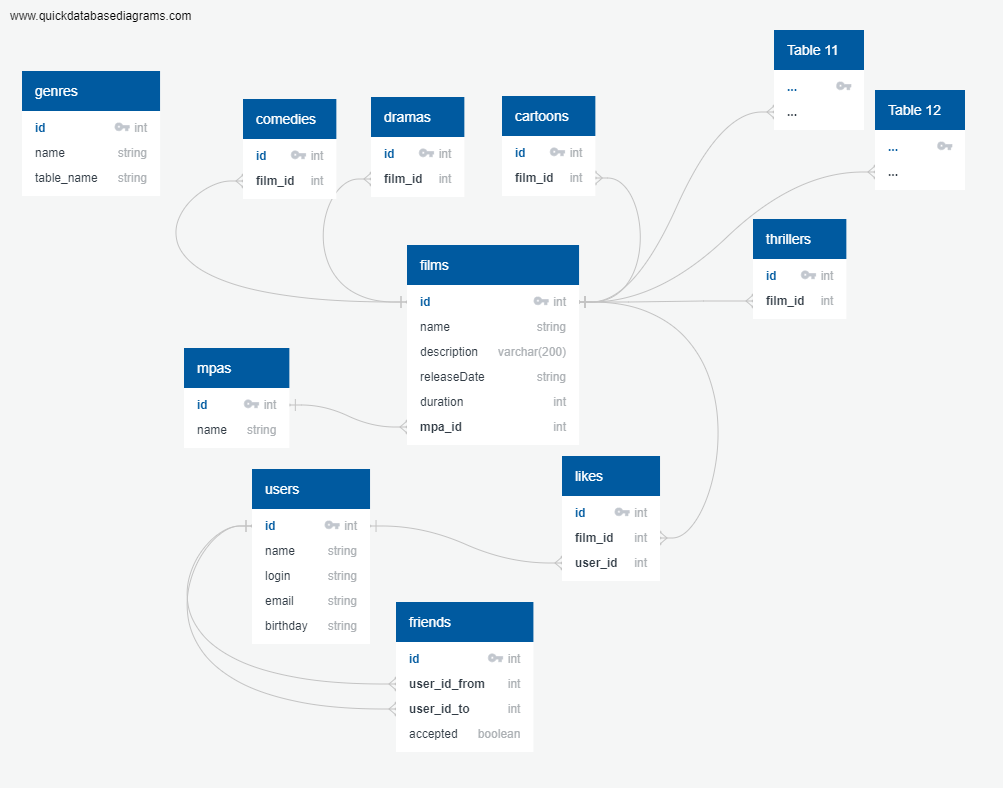 www.quickdatabasediagrams.com
genres
id int
name string
table_name string
comedies
id int
film_id int
dramas
id int
film_id int
cartoons
id int
film_id int
Table 11
...
...
Table 12
...
...
thrillers
id int
film_id int
films
id int
name string
description varchar(200)
releaseDate string
duration int
mpa_id int
mpas
id int
name string
users
id int
name string
login string
email string
birthday string
likes
id int
film_id int
user_id int
friends
id int
user_id_from int
user_id_to int
accepted boolean